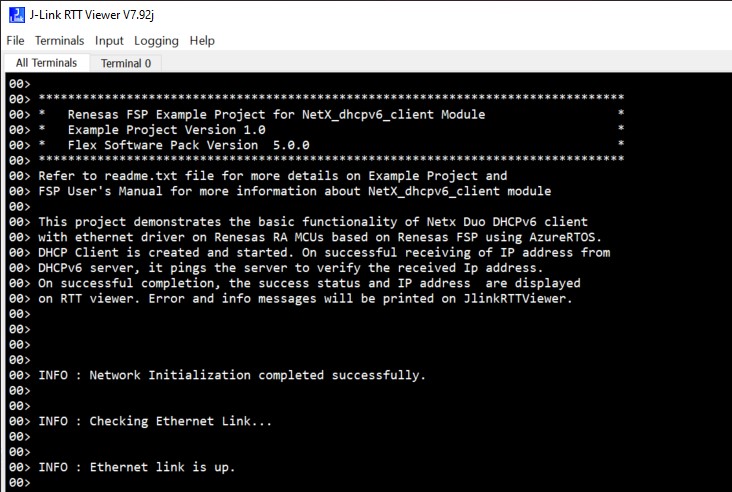 J-Link RTT Viewer V7.92j
File Terminals Input Logging Help
All Terminals Terminal 0
00>
00> ********************************************************************************
00> *   Renesas FSP Example Project for NetX_dhcpv6_client Module                  *
00> *   Example Project Version 1.0                                                *
00> *   Flex Software Pack Version  5.0.0                                          *
00> ********************************************************************************
00> Refer to readme.txt file for more details on Example Project and
00> FSP User's Manual for more information about NetX_dhcpv6_client module
00>
00> This project demonstrates the basic functionality of Netx Duo DHCPv6 client
00> with ethernet driver on Renesas RA MCUs based on Renesas FSP using AzureRTOS.
00> DHCP Client is created and started. On successful receiving of IP address from
00> DHCPv6 server, it pings the server to verify the received Ip address.
00> On successful completion, the success status and IP address  are displayed
00> on RTT viewer. Error and info messages will be printed on JlinkRTTViewer.
00>
00>
00>
00>
00> INFO : Network Initialization completed successfully.
00>
00>
00> INFO : Checking Ethernet Link...
00>
00>
00> INFO : Ethernet link is up.
00>